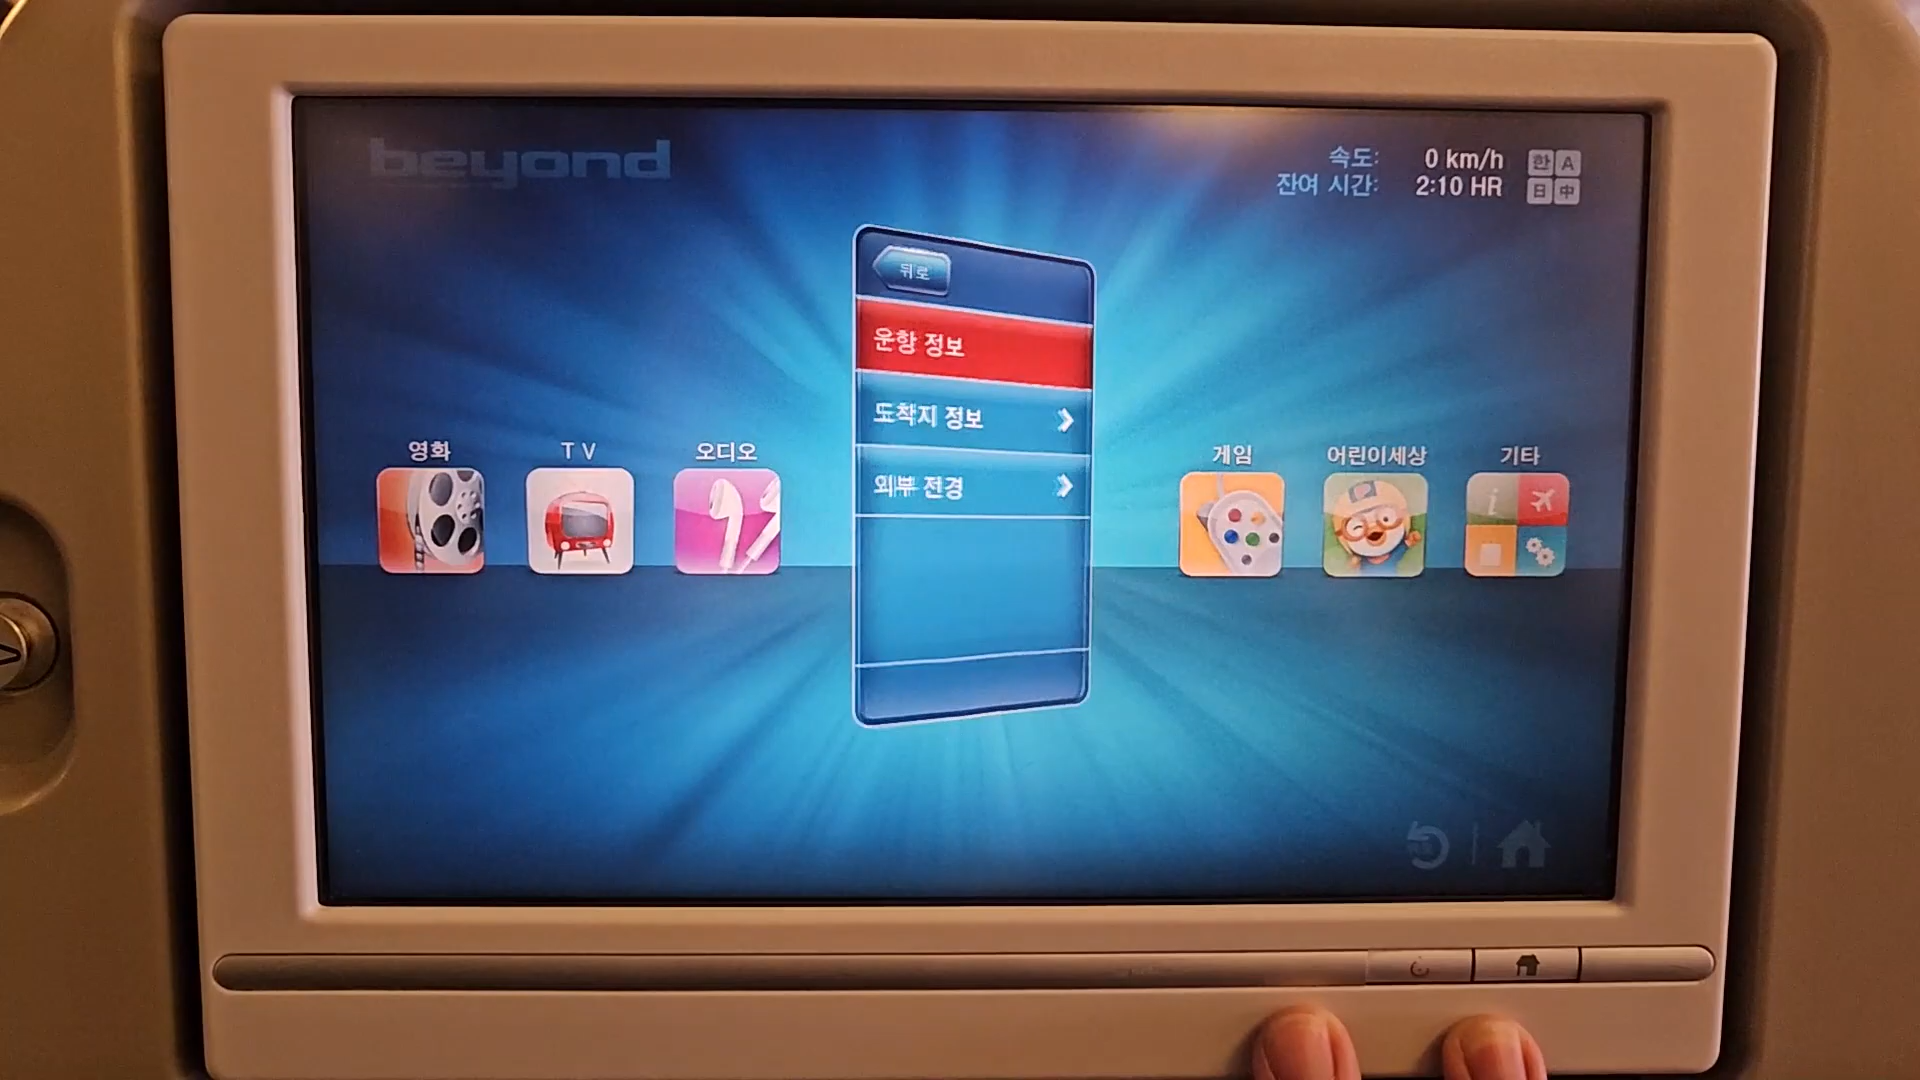 beyond
속도: 0 km/h
잔여 시간: 2:10 HR
한 A
日 中
뒤로
운항 정보
도착지 정보
외부 전경
영화
TV
오디오
게임
어린이세상
기타